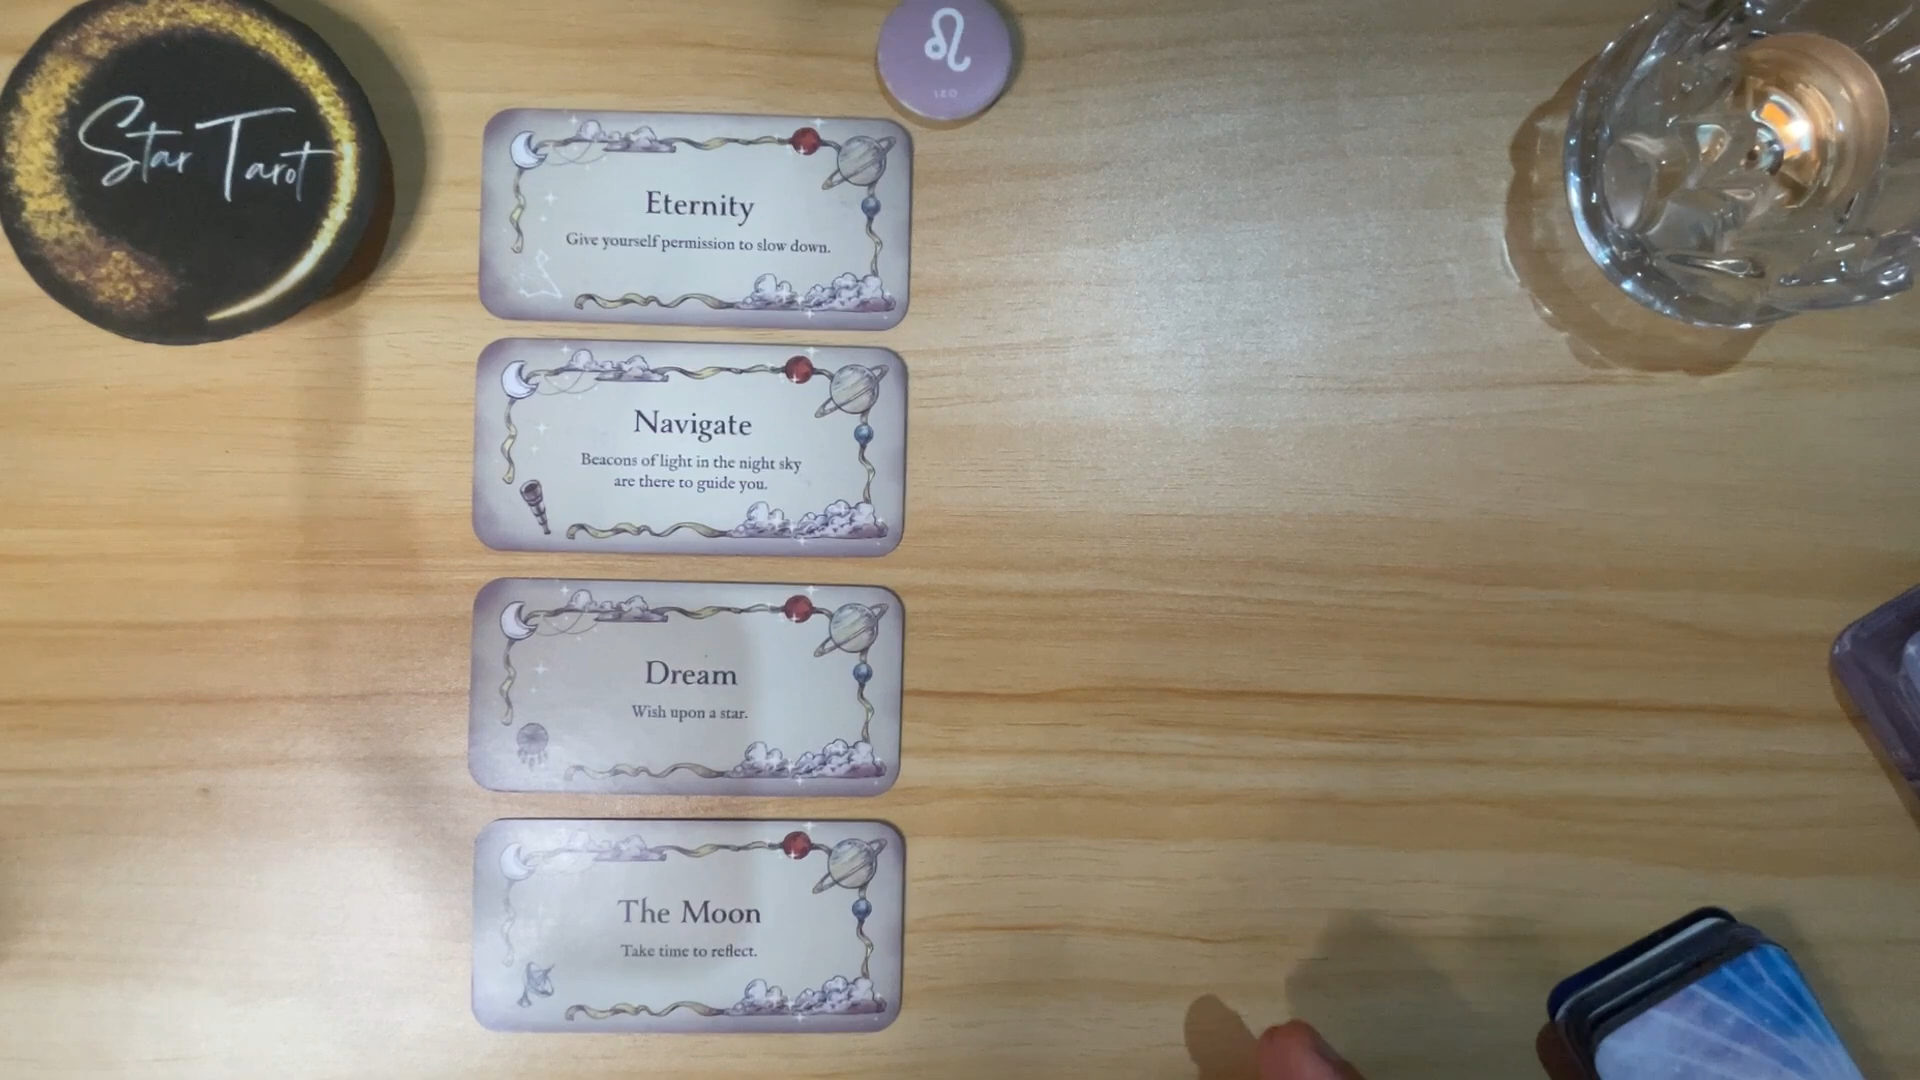 Star Tarot
LEO
Eternity
Give yourself permission to slow down.
Navigate
Beacons of light in the night sky
are there to guide you.
Dream
Wish upon a star.
The Moon
Take time to reflect.